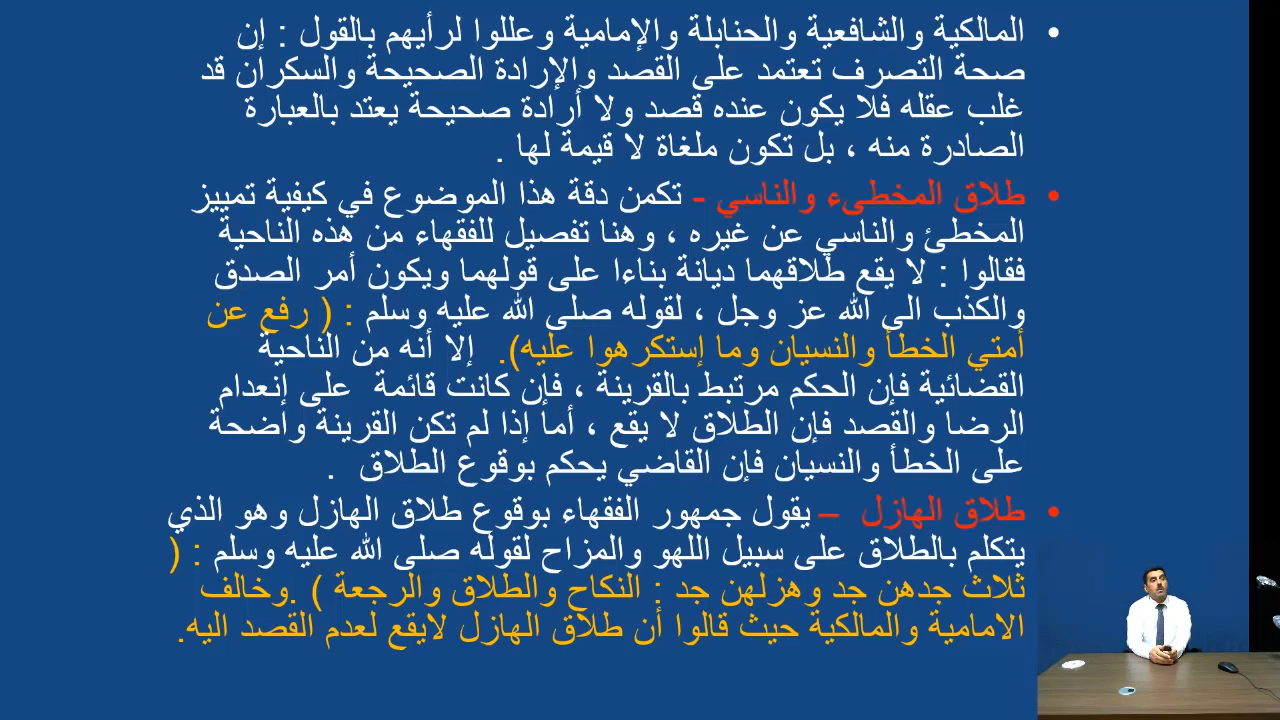 • المالكية والشافعية والحنابلة والإمامية وعللوا لرأيهم بالقول : إن
صحة التصرف تعتمد على القصد والإرادة الصحيحة والسكران قد
غلب عقله فلا يكون عنده قصد ولا أرادة صحيحة يعتد بالعبارة
الصادرة منه ، بل تكون ملغاة لا قيمة لها .
• طلاق المخطىء والناسي - تكمن دقة هذا الموضوع في كيفية تمييز
المخطئ والناسي عن غيره ، وهنا تفصيل للفقهاء من هذه الناحية
فقالوا : لا يقع طلاقهما ديانة بناءا على قولهما ويكون أمر الصدق
والكذب الى الله عز وجل ، لقوله صلى الله عليه وسلم : ( رفع عن
أمتي الخطأ والنسيان وما إستكرهوا عليه). إلا أنه من الناحية
القضائية فإن الحكم مرتبط بالقرينة ، فإن كانت قائمة على إنعدام
الرضا والقصد فإن الطلاق لا يقع ، أما إذا لم تكن القرينة واضحة
على الخطأ والنسيان فإن القاضي يحكم بوقوع الطلاق .
• طلاق الهازل – يقول جمهور الفقهاء بوقوع طلاق الهازل وهو الذي
يتكلم بالطلاق على سبيل اللهو والمزاح لقوله صلى الله عليه وسلم : (
ثلاث جدهن جد وهزلهن جد : النكاح والطلاق والرجعة ) .وخالف
الامامية والمالكية حيث قالوا أن طلاق الهازل لايقع لعدم القصد اليه.